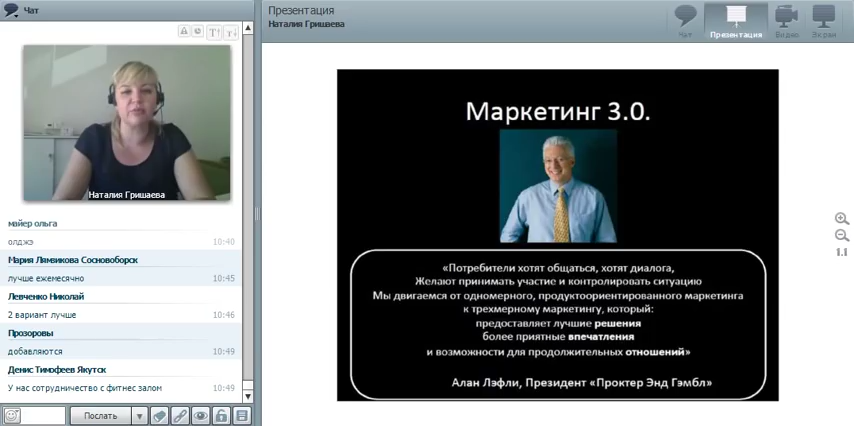 Чат
Наталия Гришаева
майер ольга
олджэ 10:40
Мария Лямзикова Сосновоборск
лучше ежемесячно 10:45
Левченко Николай
2 вариант лучше 10:46
Прозоровы
добавляются 10:49
Денис Тимофеев Якутск
У нас сотрудничество с фитнес залом 10:49
Послать
Презентация
Наталия Гришаева
Чат
Презентация
Видео
Экран
Маркетинг 3.0.
«Потребители хотят общаться, хотят диалога,
Желают принимать участие и контролировать ситуацию
Мы двигаемся от одномерного, продуктоориентированного маркетинга
к трехмерному маркетингу, который:
предоставляет лучшие решения
более приятные впечатления
и возможности для продолжительных отношений»
Алан Лэфли, Президент «Проктер Энд Гэмбл»
1:1